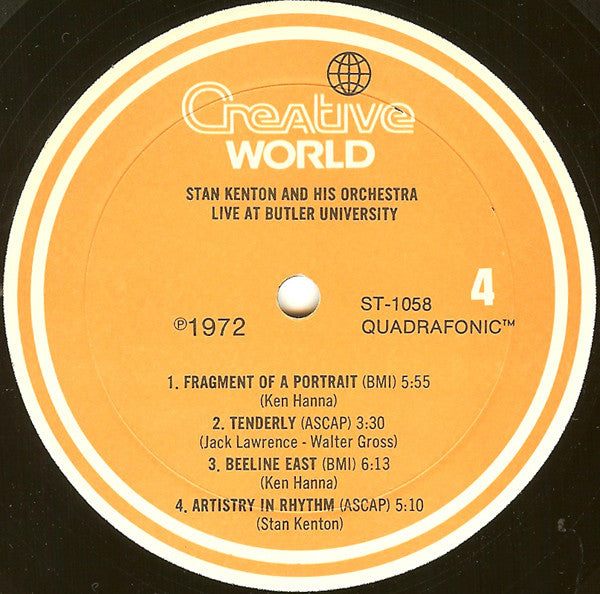 Creative
WORLD
STAN KENTON AND HIS ORCHESTRA
LIVE AT BUTLER UNIVERSITY
ST-1058 4
℗1972 QUADRAFONIC™
1. FRAGMENT OF A PORTRAIT (BMI) 5:55
(Ken Hanna)
2. TENDERLY (ASCAP) 3:30
(Jack Lawrence - Walter Gross)
3. BEELINE EAST (BMI) 6:13
(Ken Hanna)
4. ARTISTRY IN RHYTHM (ASCAP) 5:10
(Stan Kenton)